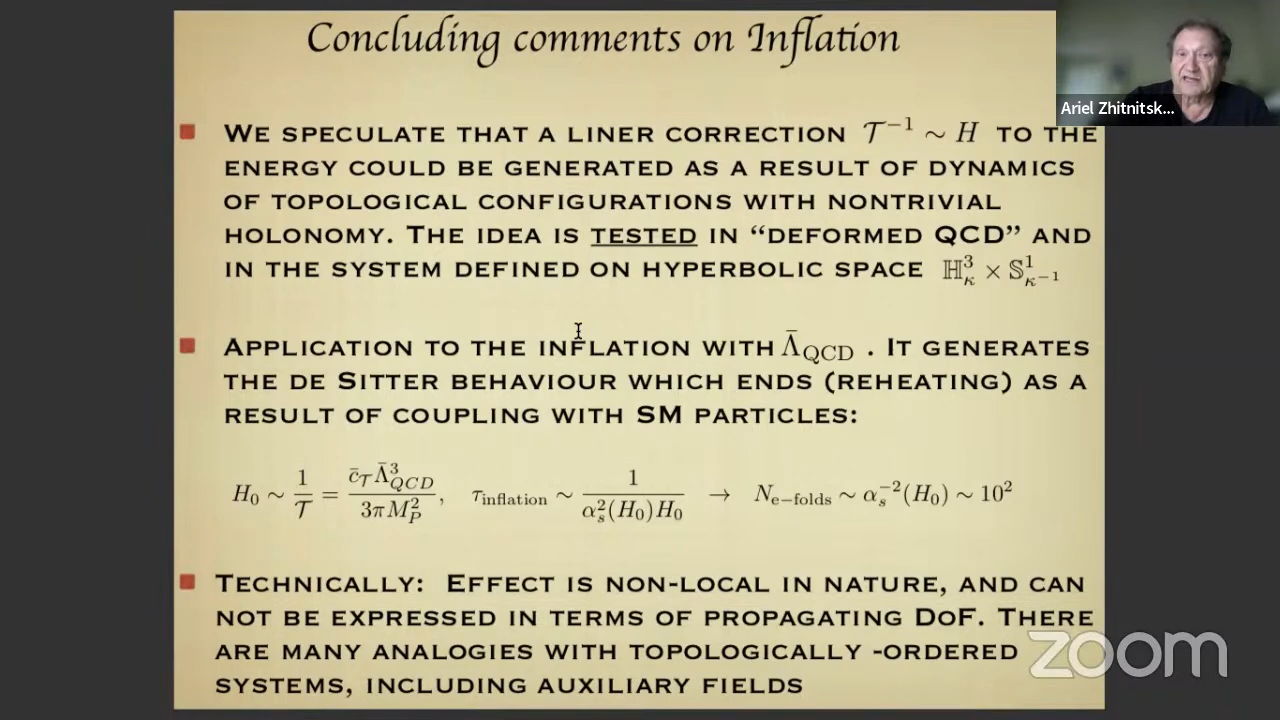 Concluding comments on Inflation
Ariel Zhitnitsk...
We speculate that a liner correction 𝒯⁻¹ ∼ H to the
energy could be generated as a result of dynamics
of topological configurations with nontrivial
holonomy. The idea is tested in “deformed QCD” and
in the system defined on hyperbolic space ℍ³_κ × 𝕊¹_κ⁻¹
Application to the inflation with Λ̄_QCD . It generates
the de Sitter behaviour which ends (reheating) as a
result of coupling with SM particles:
H₀ ∼ 1/𝒯 = c̄_𝒯 Λ̄³_QCD / 3πM²_P, τ_inflation ∼ 1 / α²_s(H₀)H₀ → N_e−folds ∼ α_s⁻²(H₀) ∼ 10²
Technically: Effect is non-local in nature, and can
not be expressed in terms of propagating DoF. There
are many analogies with topologically -ordered
systems, including auxiliary fields
zoom